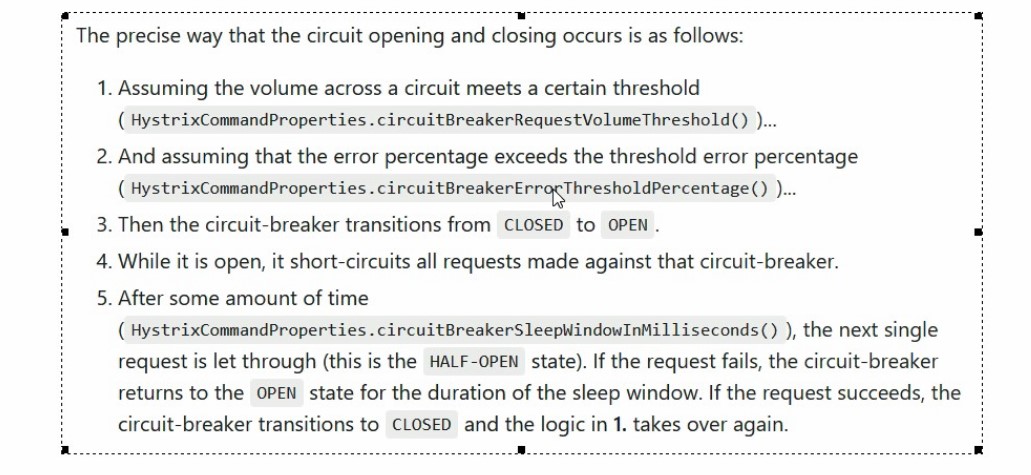 The precise way that the circuit opening and closing occurs is as follows:
1. Assuming the volume across a circuit meets a certain threshold
( HystrixCommandProperties.circuitBreakerRequestVolumeThreshold() )...
2. And assuming that the error percentage exceeds the threshold error percentage
( HystrixCommandProperties.circuitBreakerErrorThresholdPercentage() )...
3. Then the circuit-breaker transitions from CLOSED to OPEN .
4. While it is open, it short-circuits all requests made against that circuit-breaker.
5. After some amount of time
( HystrixCommandProperties.circuitBreakerSleepWindowInMilliseconds() ), the next single
request is let through (this is the HALF-OPEN state). If the request fails, the circuit-breaker
returns to the OPEN state for the duration of the sleep window. If the request succeeds, the
circuit-breaker transitions to CLOSED and the logic in 1. takes over again.